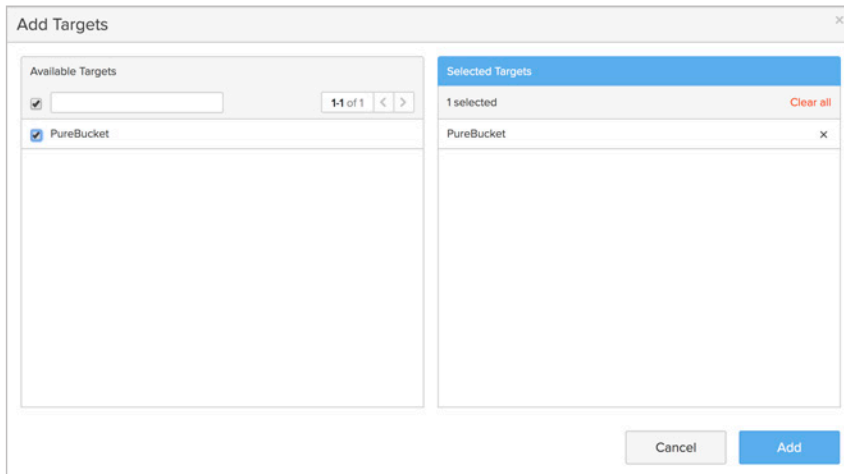 Add Targets
Available Targets
1-1 of 1
PureBucket
Selected Targets
1 selected
Clear all
PureBucket
Cancel
Add